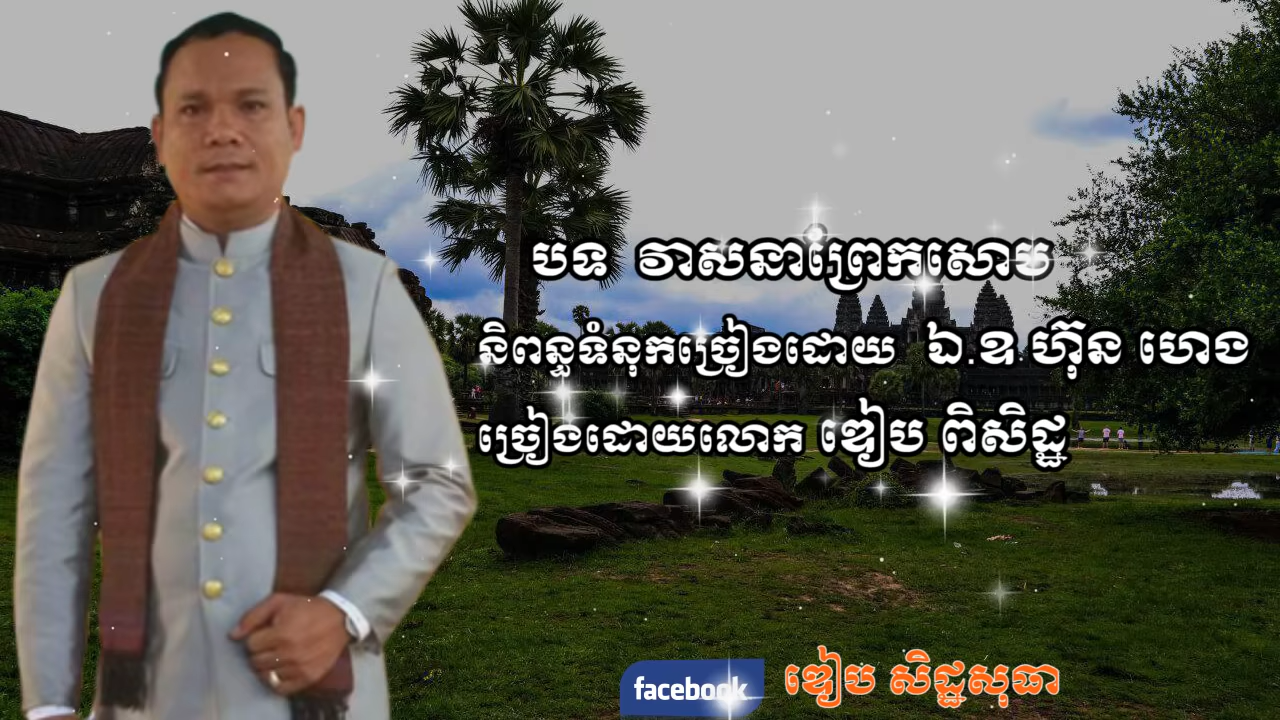 បទ វាសនាព្រែកសោម
និពន្ធទំនុកច្រៀងដោយ ឯ.ឧ.ហ៊ុន ហេង
ច្រៀងដោយលោក ឌៀប ពិសិដ្ឋ
facebook ឌៀប សិដ្ឋសុធា